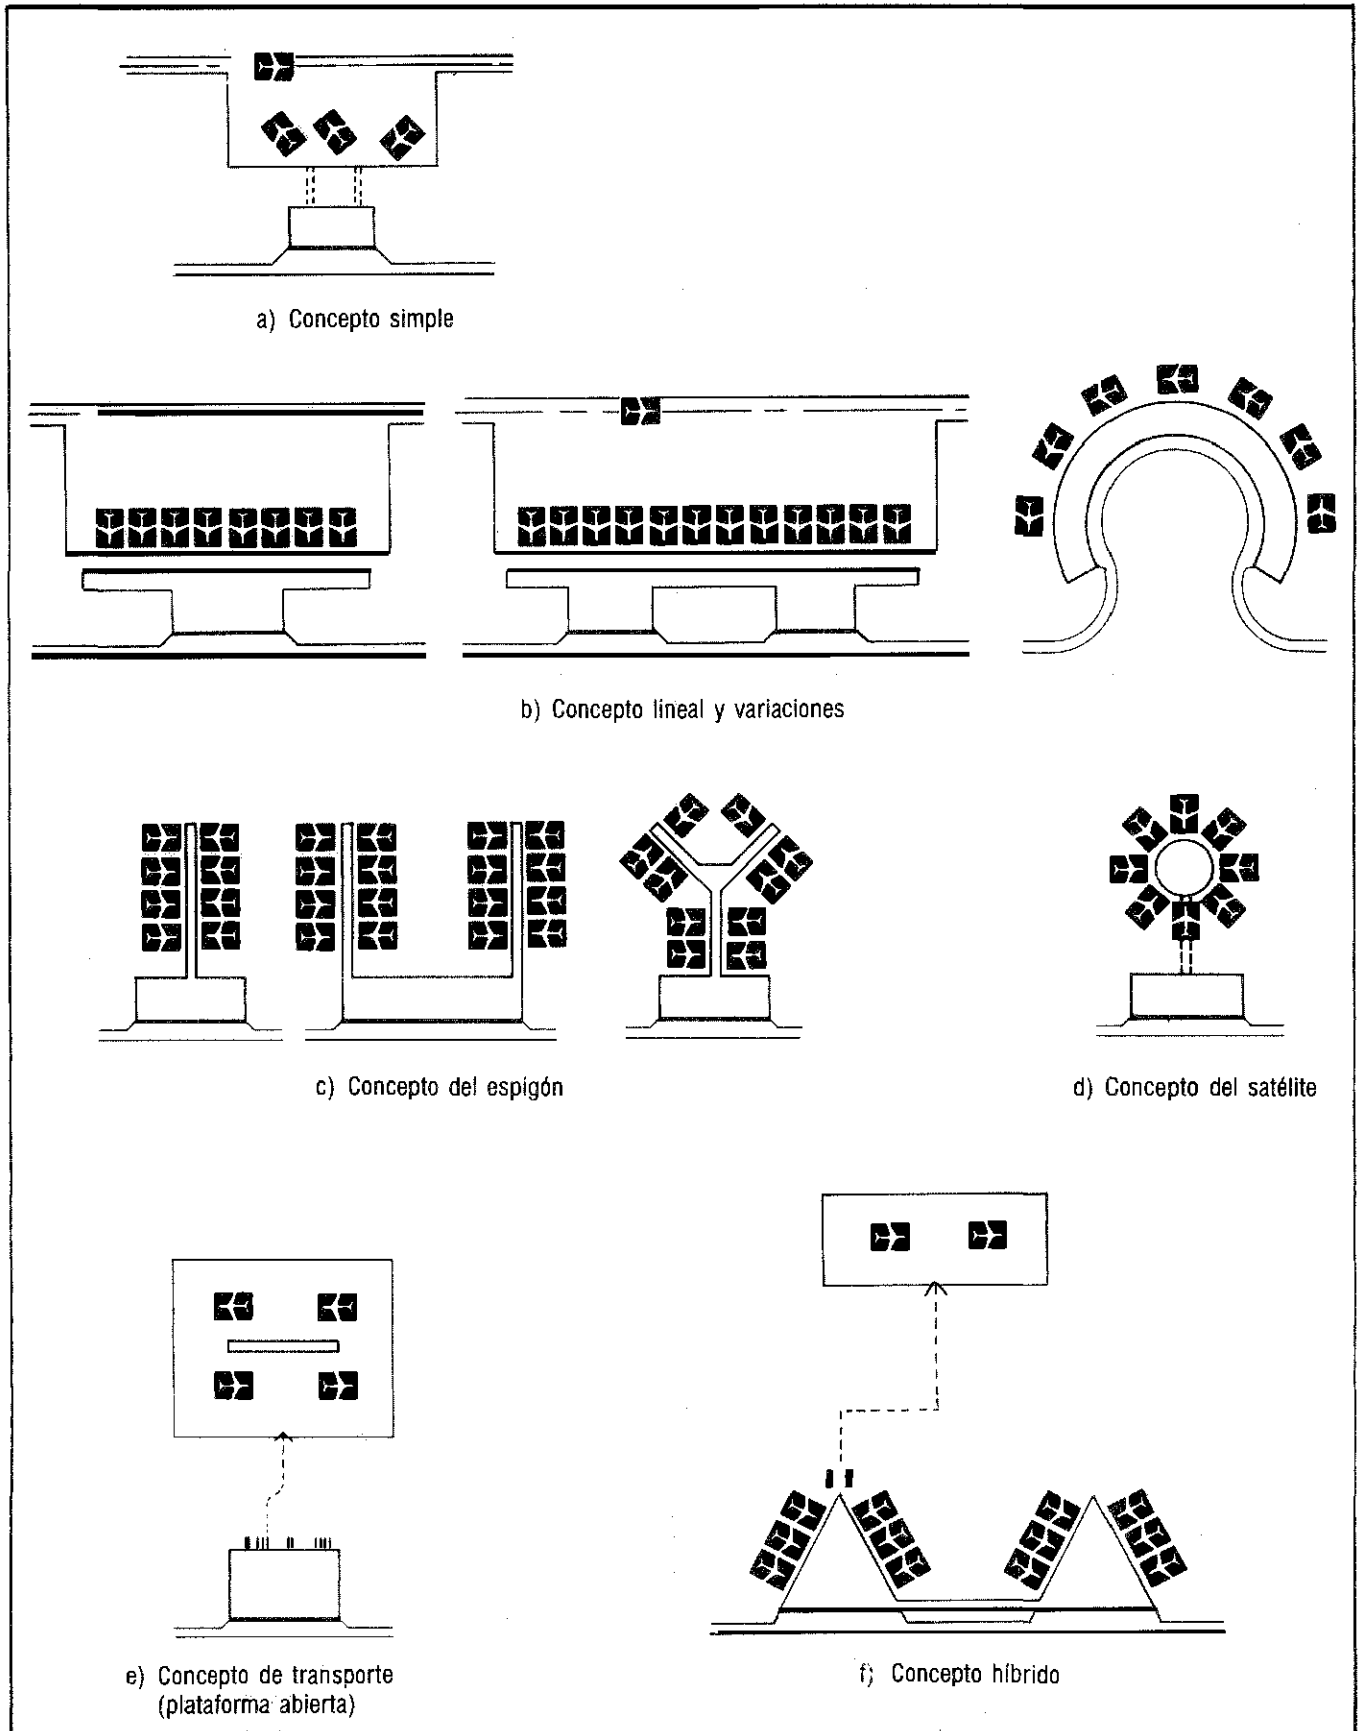 a) Concepto simple
b) Concepto lineal y variaciones
c) Concepto del espigón
d) Concepto del satélite
e) Concepto de transporte
(plataforma abierta)
f) Concepto híbrido